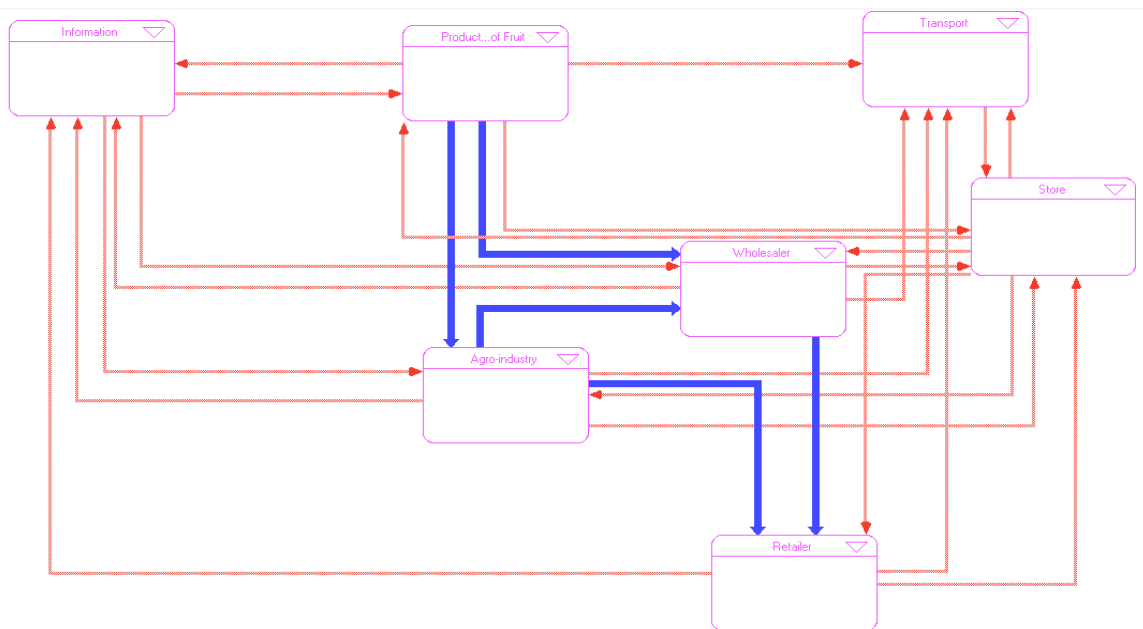 Information
Product...of Fruit
Transport
Store
Wholesaler
Agro-industry
Retailer